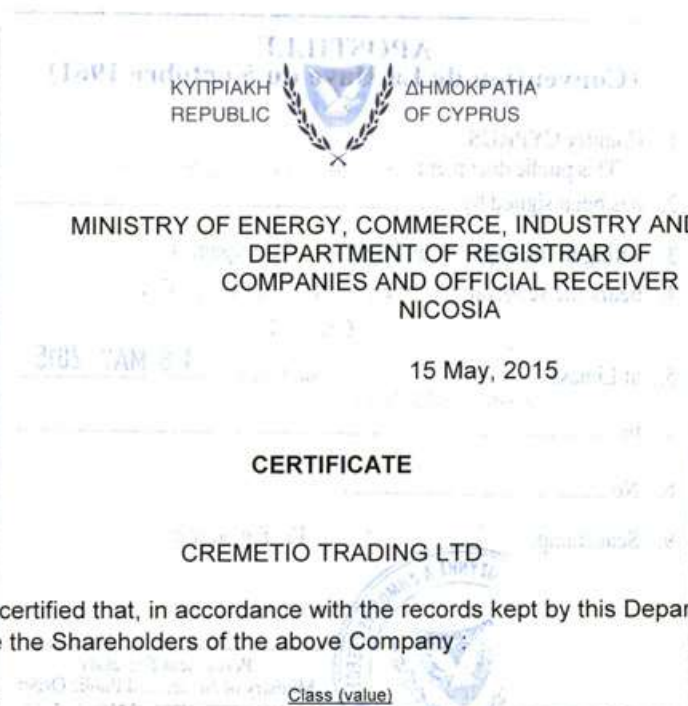 ΚΥΠΡΙΑΚΗ ΔΗΜΟΚΡΑΤΙΑ
REPUBLIC OF CYPRUS
MINISTRY OF ENERGY, COMMERCE, INDUSTRY AND
DEPARTMENT OF REGISTRAR OF
COMPANIES AND OFFICIAL RECEIVER
NICOSIA
15 May, 2015
CERTIFICATE
CREMETIO TRADING LTD
certified that, in accordance with the records kept by this Depar
the Shareholders of the above Company :
Class (value)